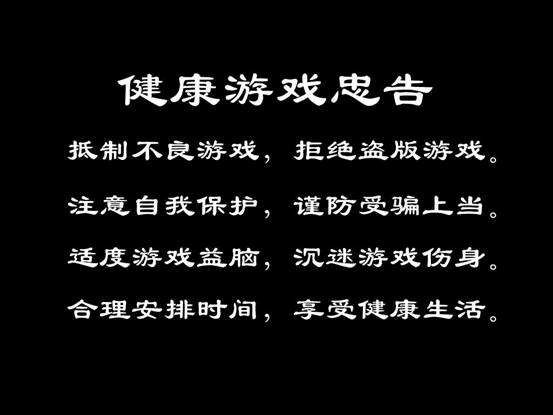 健康游戏忠告
抵制不良游戏，拒绝盗版游戏。
注意自我保护，谨防受骗上当。
适度游戏益脑，沉迷游戏伤身。
合理安排时间，享受健康生活。